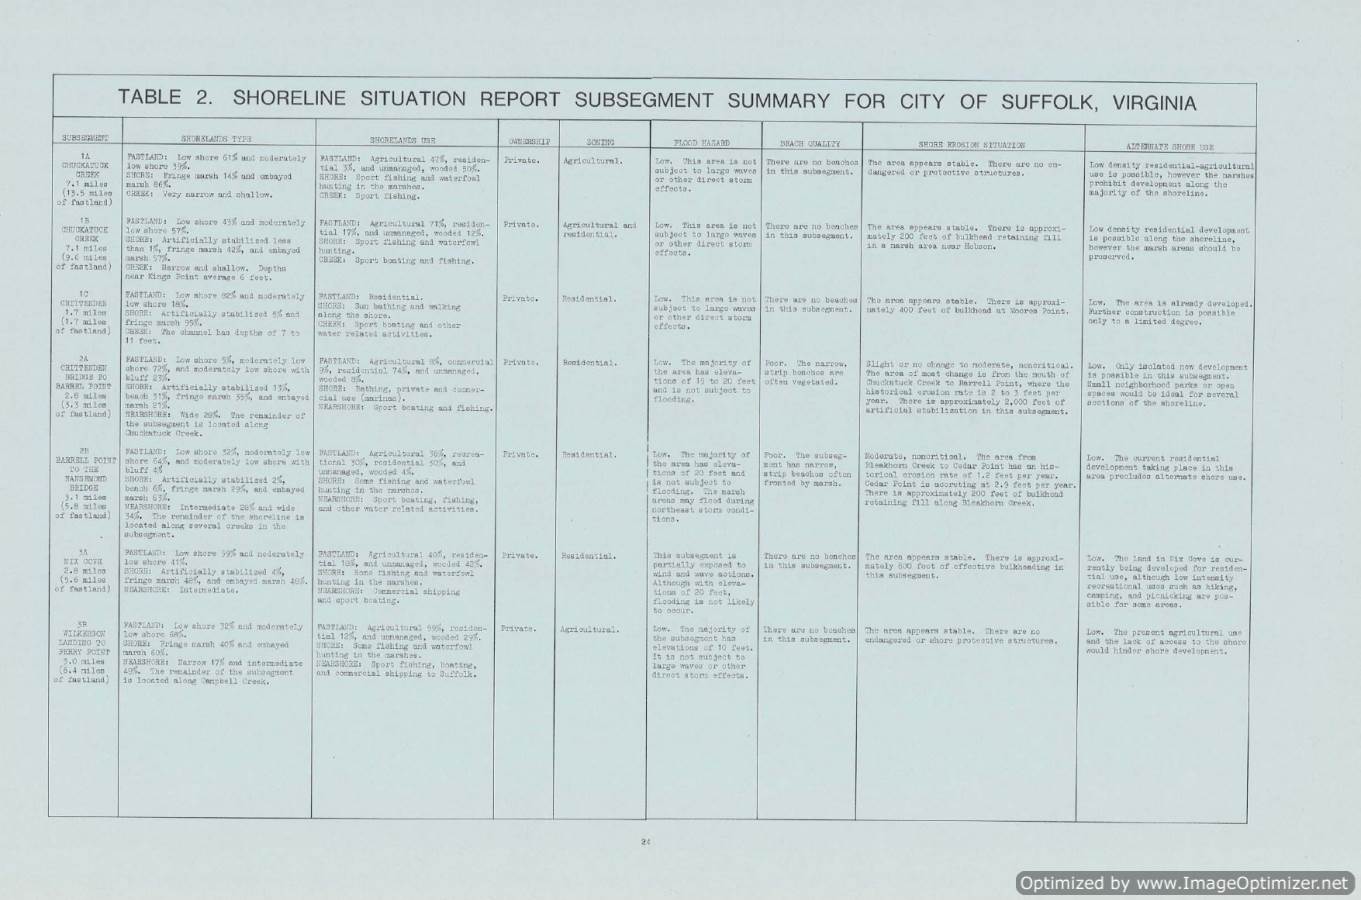 TABLE 2. SHORELINE SITUATION REPORT SUBSEGMENT SUMMARY FOR CITY OF SUFFOLK, VIRGINIA
SUBSEGMENT
SHORELANDS TYPE
SHORELANDS USE
OWNERSHIP
ZONING
FLOOD HAZARD
BEACH QUALITY
SHORE EROSION SITUATION
ALTERNATE SHORE USE
1A
CHUCKATUCK
CREEK
7.1 miles
(13.5 miles
of fastland)
FASTLAND: Low shore 61% and moderately
low shore 39%.
SHORE: Fringe marsh 14% and embayed
marsh 86%.
CREEK: Very narrow and shallow.
FASTLAND: Agricultural 47%, residen-
tial 3%, and unmanaged, wooded 50%.
SHORE: Sport fishing and waterfowl
hunting in the marshes.
CREEK: Sport fishing.
Private.
Agricultural.
Low. This area is not
subject to large waves
or other direct storm
effects.
There are no beaches
in this subsegment.
The area appears stable. There are no en-
dangered or protective structures.
Low density residential-agricultural
use is possible, however the marshes
prohibit development along the
majority of the shoreline.
1B
CHUCKATUCK
CREEK
7.1 miles
(9.6 miles
of fastland)
FASTLAND: Low shore 43% and moderately
low shore 57%.
SHORE: Artificially stabilized less
than 1%, fringe marsh 42%, and embayed
marsh 57%.
CREEK: Narrow and shallow. Depths
near Kings Point average 6 feet.
FASTLAND: Agricultural 71%, residen-
tial 17%, and unmanaged, wooded 12%.
SHORE: Sport fishing and waterfowl
hunting.
CREEK: Sport boating and fishing.
Private.
Agricultural and
residential.
Low. This area is not
subject to large waves
or other direct storm
effects.
There are no beaches
in this subsegment.
The area appears stable. There is approxi-
mately 200 feet of bulkhead retaining fill
in a marsh area near Hobson.
Low density residential development
is possible along the shoreline,
however the marsh areas should be
preserved.
1C
CRITTENDEN
1.7 miles
(1.7 miles
of fastland)
FASTLAND: Low shore 82% and moderately
low shore 18%.
SHORE: Artificially stabilized 5% and
fringe marsh 95%.
CREEK: The channel has depths of 7 to
11 feet.
FASTLAND: Residential.
SHORE: Sun bathing and walking
along the shore.
CREEK: Sport boating and other
water related activities.
Private.
Residential.
Low. This area is not
subject to large waves
or other direct storm
effects.
There are no beaches
in this subsegment.
The area appears stable. There is approxi-
mately 400 feet of bulkhead at Moores Point.
Low. The area is already developed.
Further construction is possible
only to a limited degree.
2A
CRITTENDEN
BRIDGE TO
BARREL POINT
2.8 miles
(3.3 miles
of fastland)
FASTLAND: Low shore 5%, moderately low
shore 72%, and moderately low shore with
bluff 23%.
SHORE: Artificially stabilized 13%,
beach 31%, fringe marsh 35%, and embayed
marsh 21%.
NEARSHORE: Wide 28%. The remainder of
the subsegment is located along
Chuckatuck Creek.
FASTLAND: Agricultural 8%, commercial
9%, residential 74%, and unmanaged,
wooded 8%.
SHORE: Bathing, private and commer-
cial use (marinas).
NEARSHORE: Sport boating and fishing.
Private.
Residential.
Low. The majority of
the area has eleva-
tions of 15 to 20 feet
and is not subject to
flooding.
Poor. The narrow,
strip beaches are
often vegetated.
Slight or no change to moderate, noncritical.
The area of most change is from the mouth of
Chuckatuck Creek to Barrell Point, where the
historical erosion rate is 2 to 3 feet per
year. There is approximately 2,000 feet of
artificial stabilization in this subsegment.
Low. Only isolated new development
is possible in this subsegment.
Small neighborhood parks or open
spaces would be ideal for several
sections of the shoreline.
2B
BARRELL POINT
TO THE
NANSEMOND
BRIDGE
3.1 miles
(5.8 miles
of fastland)
FASTLAND: Low shore 32%, moderately low
shore 64%, and moderately low shore with
bluff 4%
SHORE: Artificially stabilized 2%,
beach 6%, fringe marsh 29%, and embayed
marsh 63%.
NEARSHORE: Intermediate 28% and wide
34%. The remainder of the shoreline is
located along several creeks in the
subsegment.
FASTLAND: Agricultural 36%, recrea-
tional 30%, residential 30%, and
unmanaged, wooded 4%.
SHORE: Some fishing and waterfowl
hunting in the marshes.
NEARSHORE: Sport boating, fishing,
and other water related activities.
Private.
Residential.
Low. The majority of
the area has eleva-
tions of 20 feet and
is not subject to
flooding. The marsh
areas may flood during
northeast storm condi-
tions.
Poor. The subseg-
ment has narrow,
strip beaches often
fronted by marsh.
Moderate, noncritical. The area from
Bleakhorn Creek to Cedar Point has an his-
torical erosion rate of 1.2 feet per year.
Cedar Point is accreting at 2.9 feet per year.
There is approximately 200 feet of bulkhead
retaining fill along Bleakhorn Creek.
Low. The current residential
development taking place in this
area precludes alternate shore use.
3A
NIX COVE
2.8 miles
(5.6 miles
of fastland)
FASTLAND: Low shore 59% and moderately
low shore 41%.
SHORE: Artificially stabilized 4%,
fringe marsh 48%, and embayed marsh 48%.
NEARSHORE: Intermediate.
FASTLAND: Agricultural 40%, residen-
tial 18%, and unmanaged, wooded 42%.
SHORE: Some fishing and waterfowl
hunting in the marshes.
NEARSHORE: Commercial shipping
and sport boating.
Private.
Residential.
This subsegment is
partially exposed to
wind and wave actions.
Although with eleva-
tions of 20 feet,
flooding is not likely
to occur.
There are no beaches
in this subsegment.
The area appears stable. There is approxi-
mately 800 feet of effective bulkheading in
this subsegment.
Low. The land in Nix Cove is cur-
rently being developed for residen-
tial use, although low intensity
recreational uses such as hiking,
camping, and picnicking are pos-
sible for some areas.
3B
WILKERSON
LANDING TO
FERRY POINT
3.0 miles
(6.4 miles
of fastland)
FASTLAND: Low shore 32% and moderately
low shore 68%.
SHORE: Fringe marsh 40% and embayed
marsh 60%.
NEARSHORE: Narrow 17% and intermediate
49%. The remainder of the subsegment
is located along Campbell Creek.
FASTLAND: Agricultural 59%, residen-
tial 12%, and unmanaged, wooded 29%.
SHORE: Some fishing and waterfowl
hunting in the marshes.
NEARSHORE: Sport fishing, boating,
and commercial shipping to Suffolk.
Private.
Agricultural.
Low. The majority of
the subsegment has
elevations of 10 feet.
It is not subject to
large waves or other
direct storm effects.
There are no beaches
in this subsegment.
The area appears stable. There are no
endangered or shore protective structures.
Low. The present agricultural use
and the lack of access to the shore
would hinder shore development.
24
Optimized by www.ImageOptimizer.net